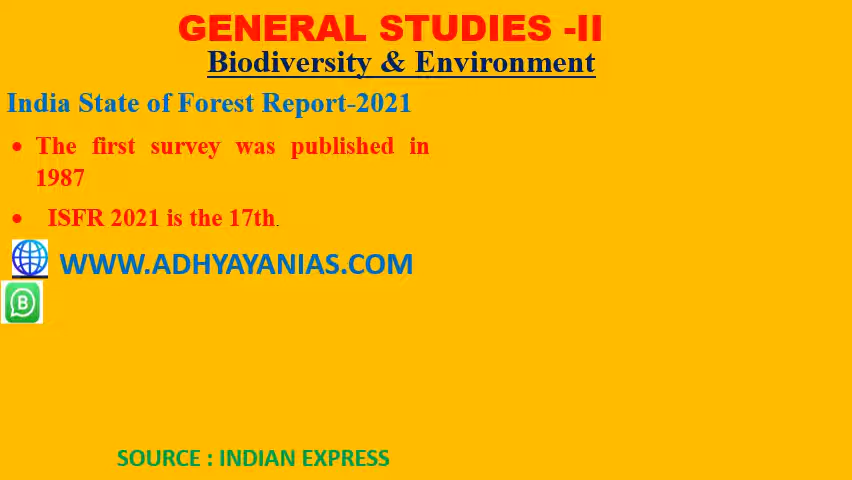 GENERAL STUDIES -II
Biodiversity & Environment
India State of Forest Report-2021
• The first survey was published in
1987
• ISFR 2021 is the 17th.
WWW.ADHYAYANIAS.COM
B
SOURCE : INDIAN EXPRESS